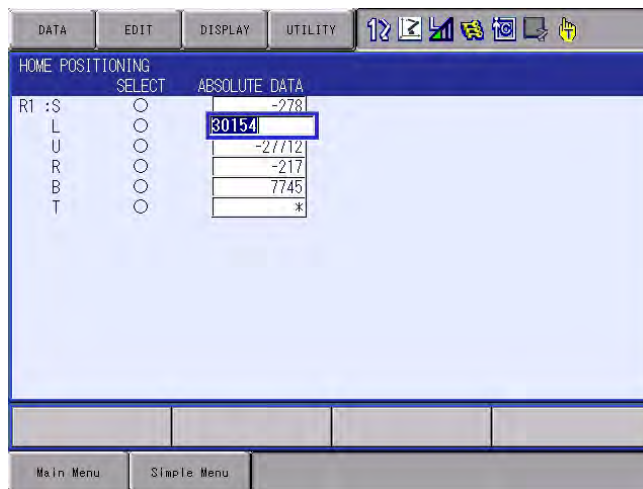 DATA EDIT DISPLAY UTILITY
HOME POSITIONING
SELECT ABSOLUTE DATA
R1 :S -278
L 30154
U -27712
R -217
B 7745
T *
Main Menu Simple Menu